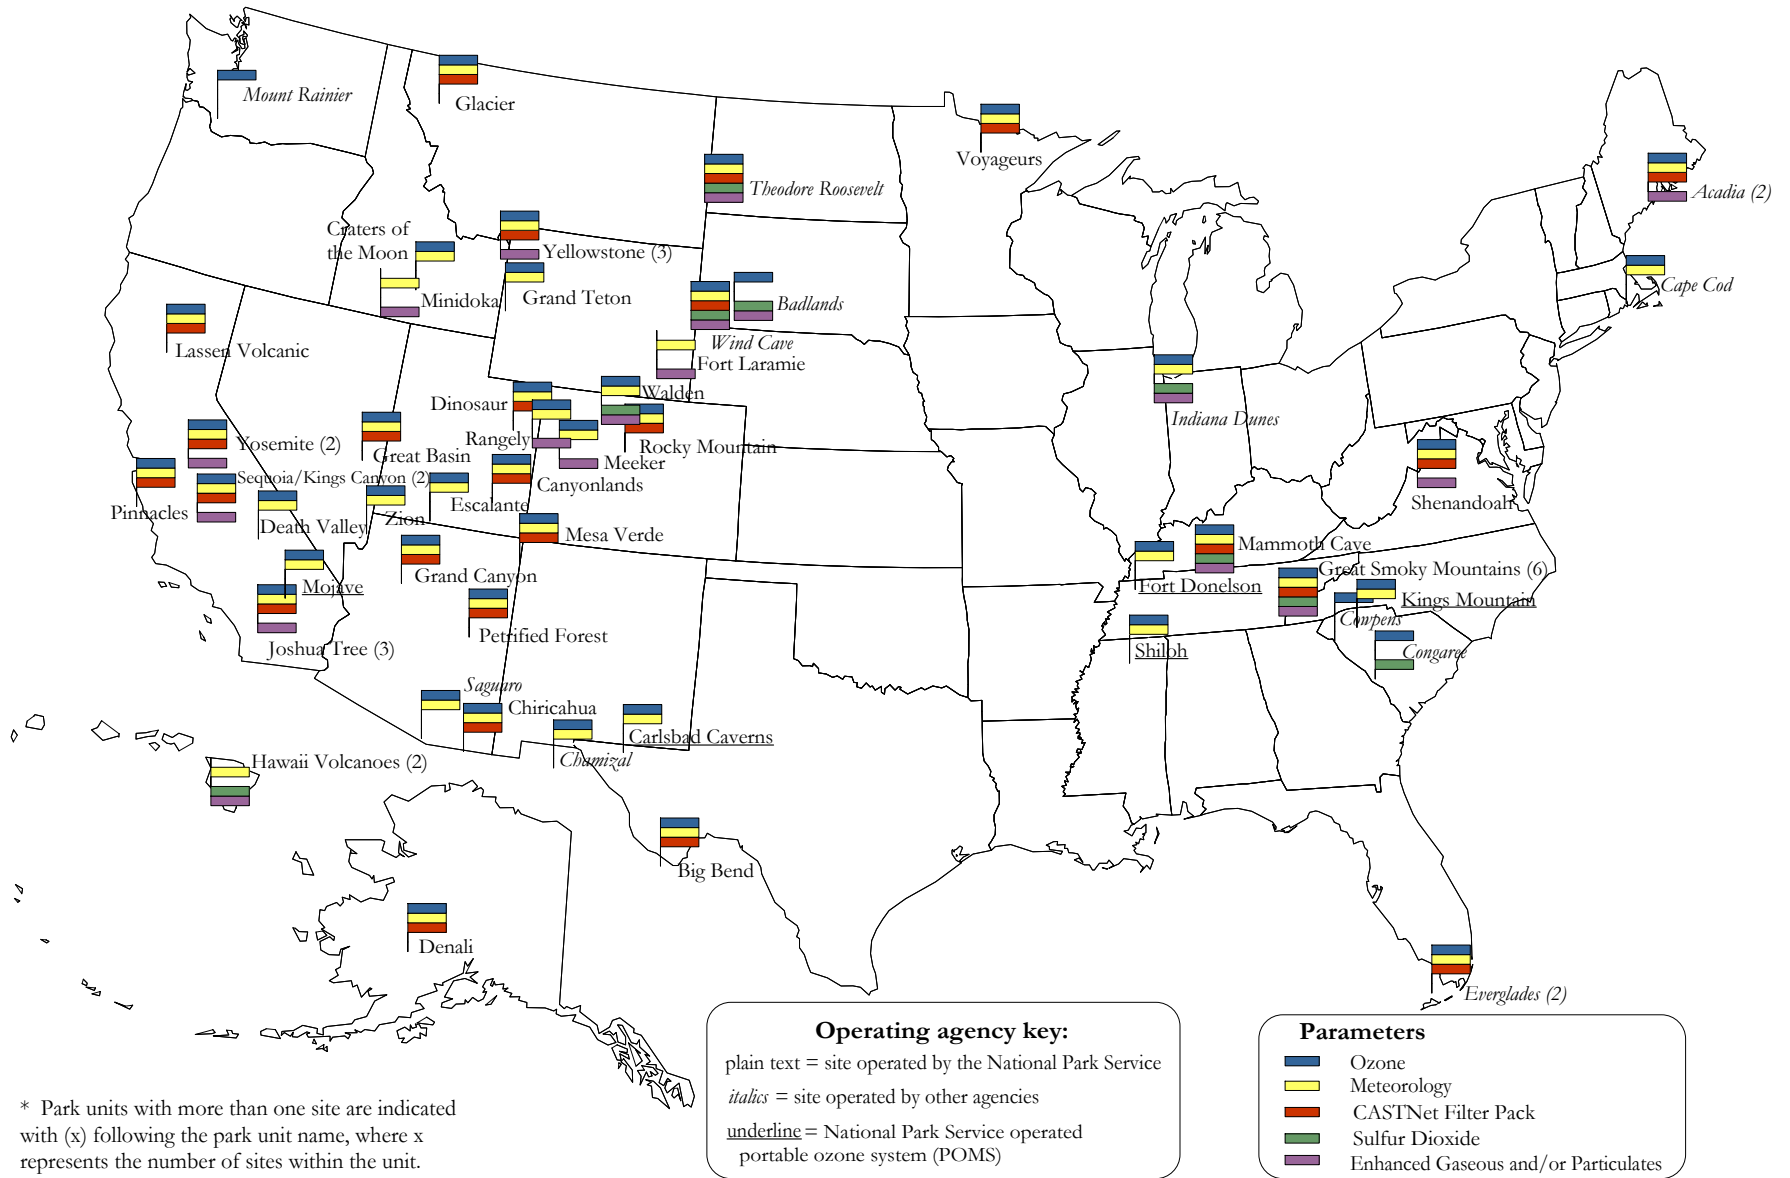 Mount Rainier
Glacier
Voyageurs
Theodore Roosevelt
Acadia (2)
Craters of
the Moon
Yellowstone (3)
Cape Cod
Minidoka
Grand Teton
Badlands
Wind Cave
Lassen Volcanic
Fort Laramie
Walden
Dinosaur
Indiana Dunes
Rangely
Rocky Mountain
Yosemite (2)
Great Basin
Meeker
Sequoia/Kings Canyon (2)
Canyonlands
Shenandoah
Pinnacles
Escalante
Death Valley
Zion
Mesa Verde
Mammoth Cave
Great Smoky Mountains (6)
Grand Canyon
Mojave
Fort Donelson
Kings Mountain
Cowpens
Petrified Forest
Joshua Tree (3)
Shiloh
Congaree
Saguaro
Chiricahua
Carlsbad Caverns
Chamizal
Hawaii Volcanoes (2)
Big Bend
Denali
Everglades (2)
Operating agency key:
plain text = site operated by the National Park Service
italics = site operated by other agencies
underline = National Park Service operated
portable ozone system (POMS)
Parameters
Ozone
Meteorology
CASTNet Filter Pack
Sulfur Dioxide
Enhanced Gaseous and/or Particulates
* Park units with more than one site are indicated
with (x) following the park unit name, where x
represents the number of sites within the unit.